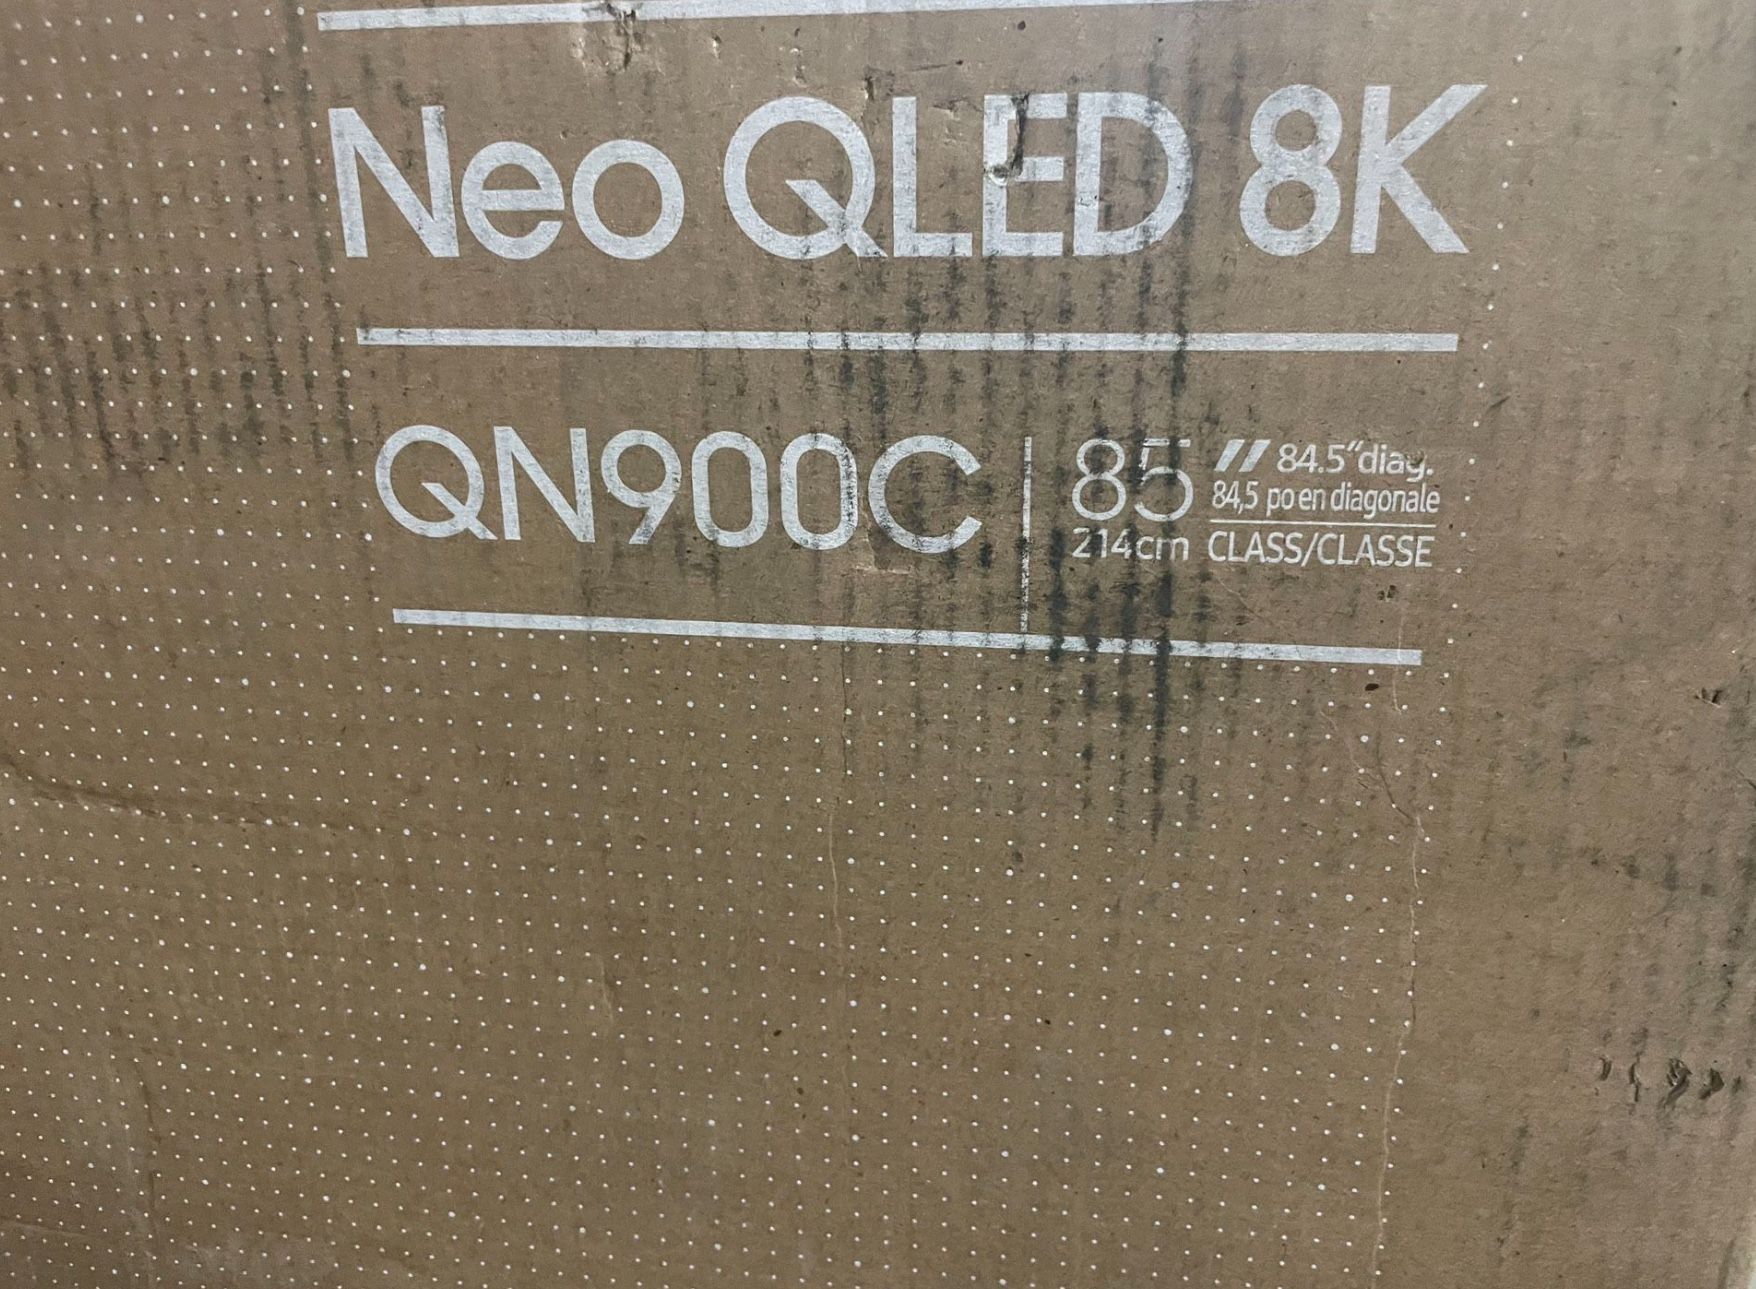 Neo QLED 8K
QN900C | 85" 84.5"diag.
84,5 po en diagonale
214cm CLASS/CLASSE